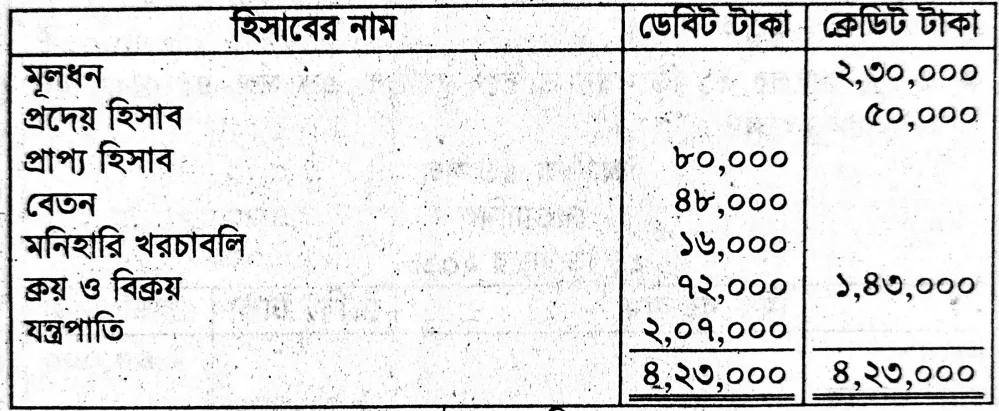 হিসাবের নাম ডেবিট টাকা ক্রেডিট টাকা
মূলধন ২,৩০,০০০
প্রদেয় হিসাব ৫০,০০০
প্রাপ্য হিসাব ৮০,০০০
বেতন ৪৮,০০০
মনিহারি খরচাবলি ১৬,০০০
ক্রয় ও বিক্রয় ৭২,০০০ ১,৪৩,০০০
যন্ত্রপাতি ২,০৭,০০০
৪,২৩,০০০ ৪,২৩,০০০